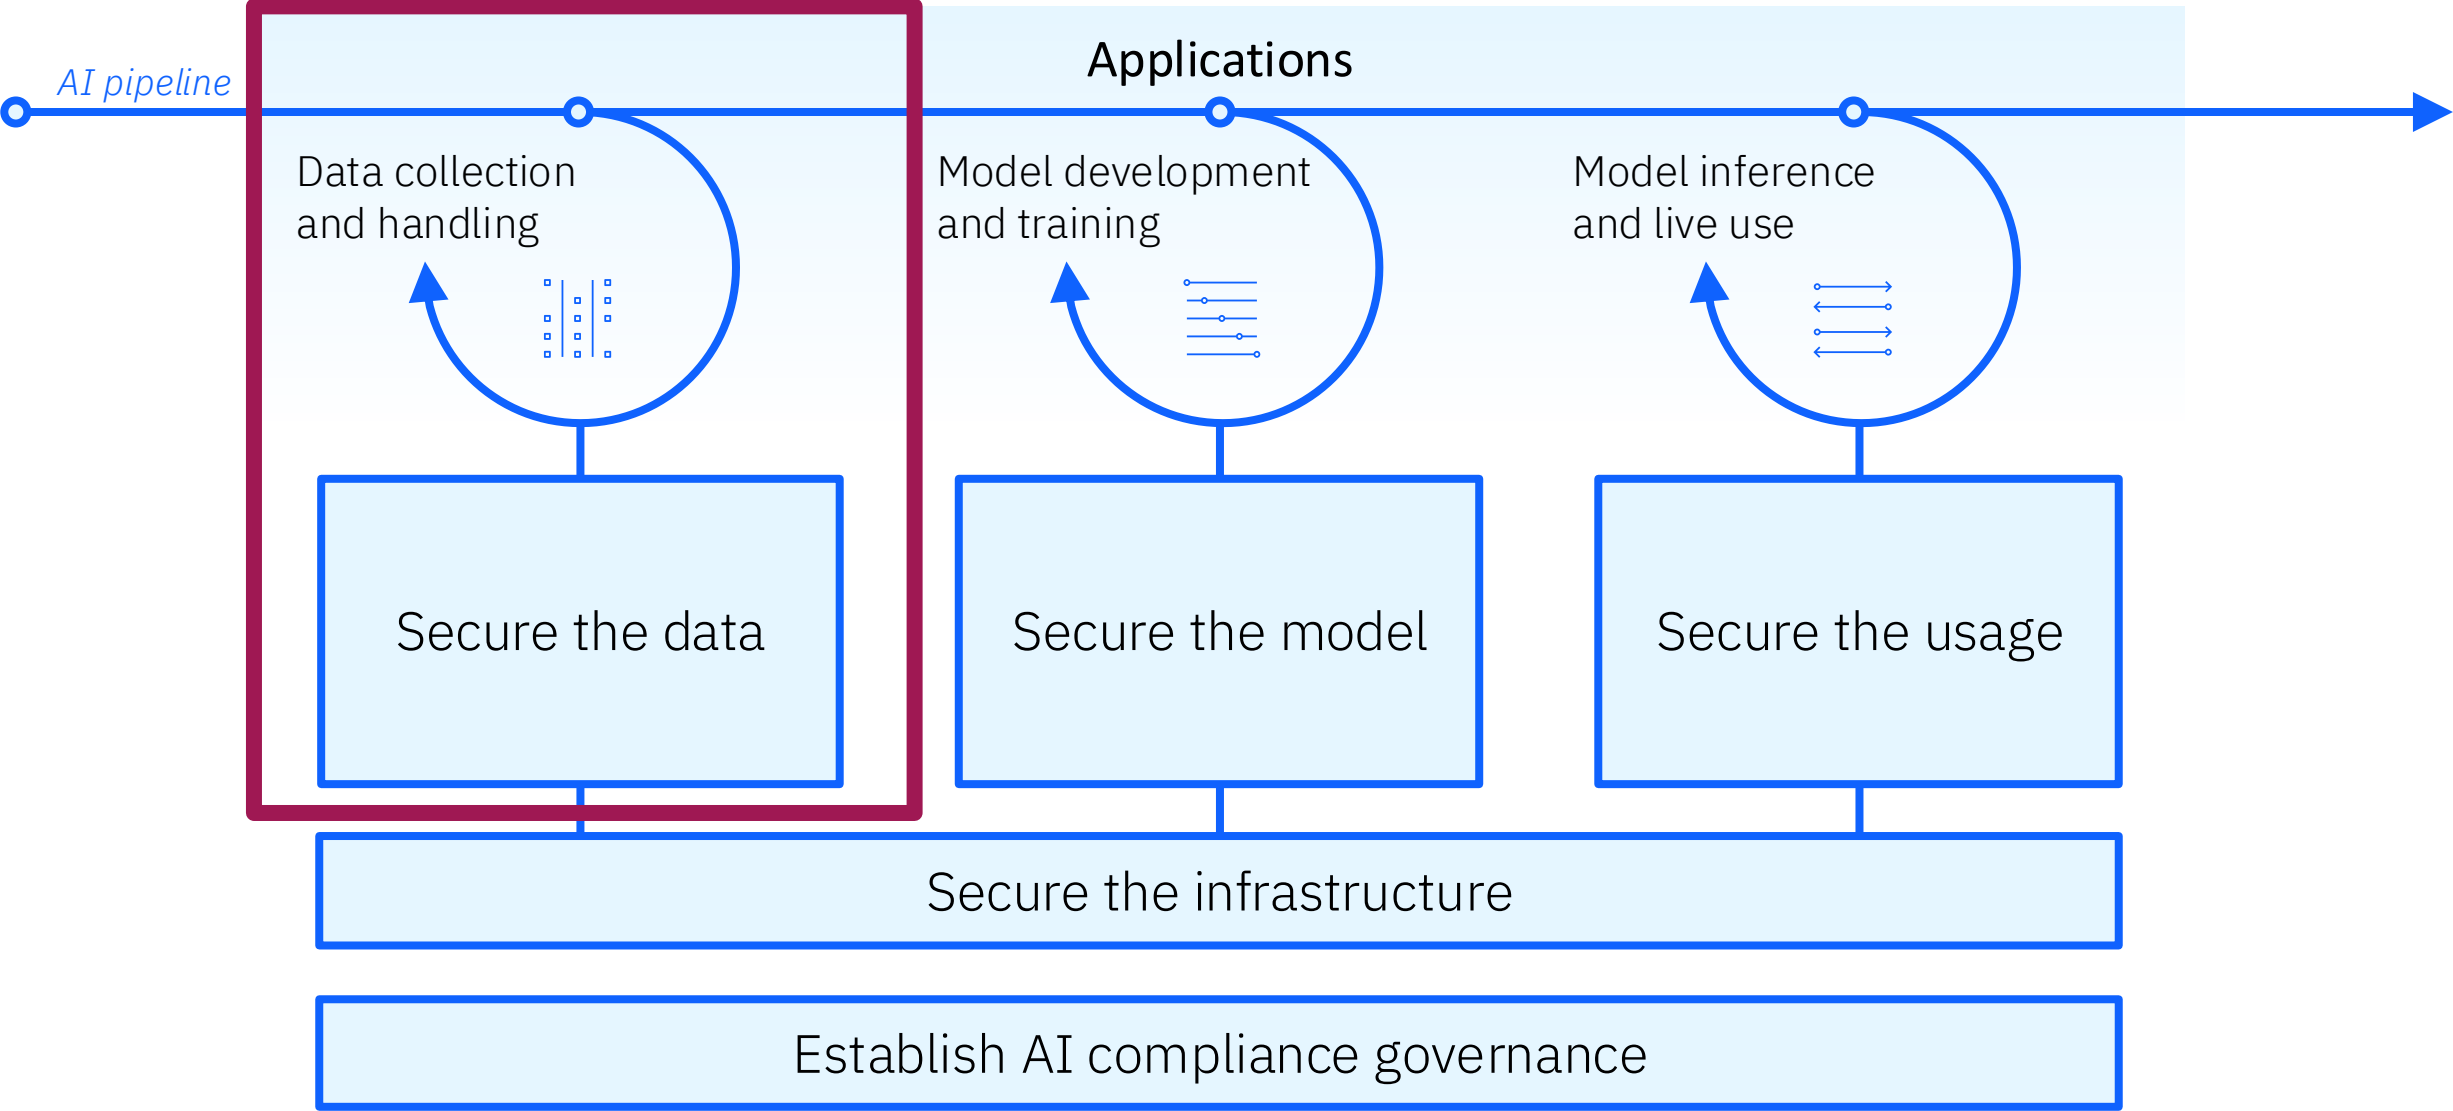 Applications
AI pipeline
Data collection
and handling
Model development
and training
Model inference
and live use
Secure the data
Secure the model
Secure the usage
Secure the infrastructure
Establish AI compliance governance